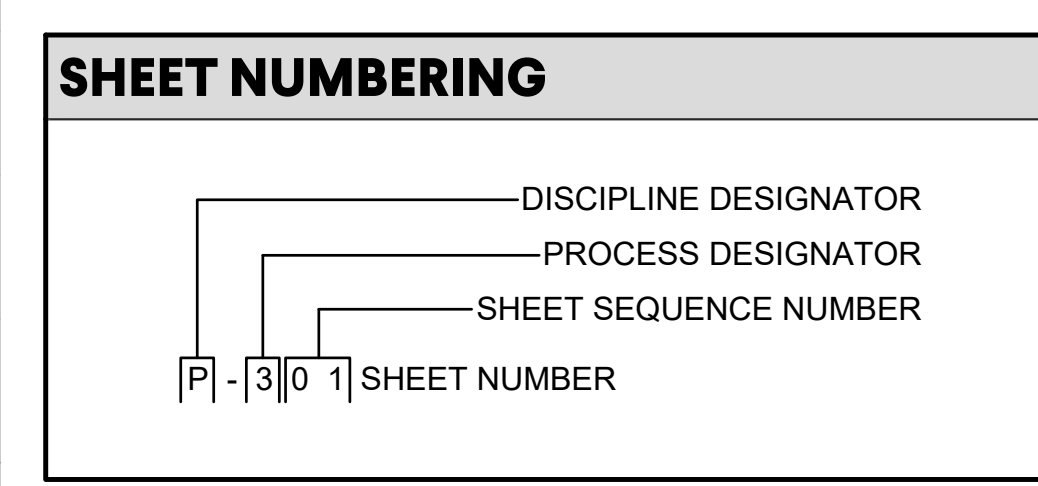 SHEET NUMBERING
DISCIPLINE DESIGNATOR
PROCESS DESIGNATOR
SHEET SEQUENCE NUMBER
P - 3 0 1 SHEET NUMBER